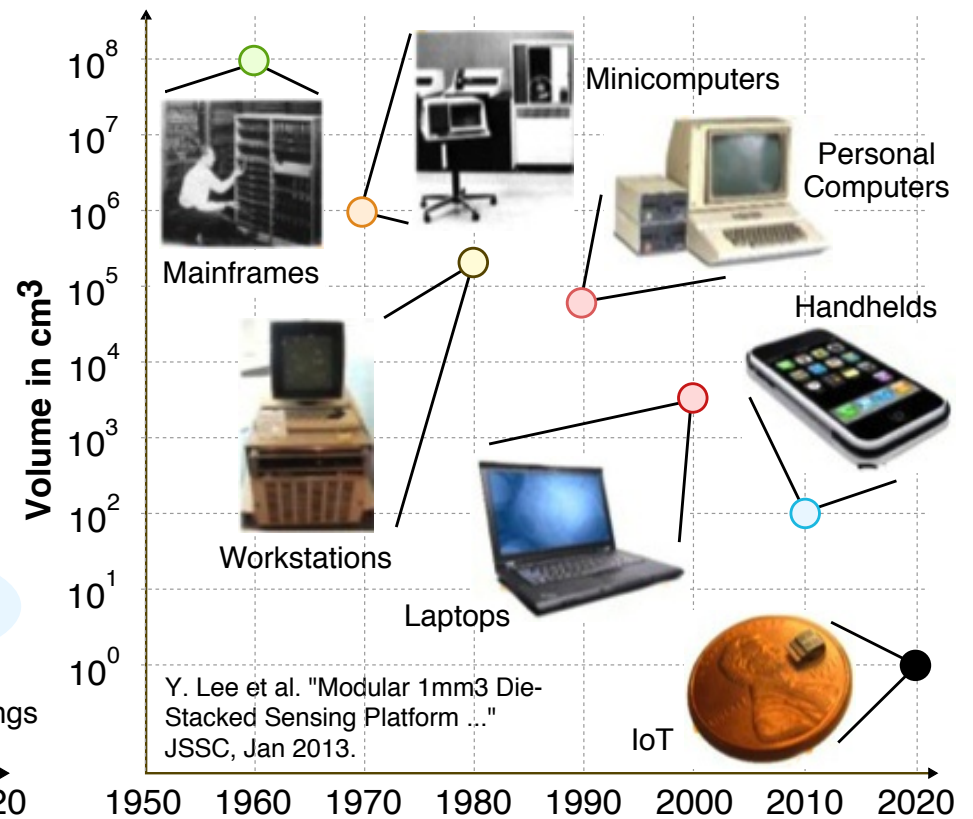 Volume in cm³
10⁸
10⁷
10⁶
10⁵
10⁴
10³
10²
10¹
10⁰
Mainframes
Minicomputers
Personal
Computers
Workstations
Handhelds
Laptops
IoT
Y. Lee et al. "Modular 1mm3 Die-
Stacked Sensing Platform ..."
JSSC, Jan 2013.
ngs
20
1950 1960 1970 1980 1990 2000 2010 2020